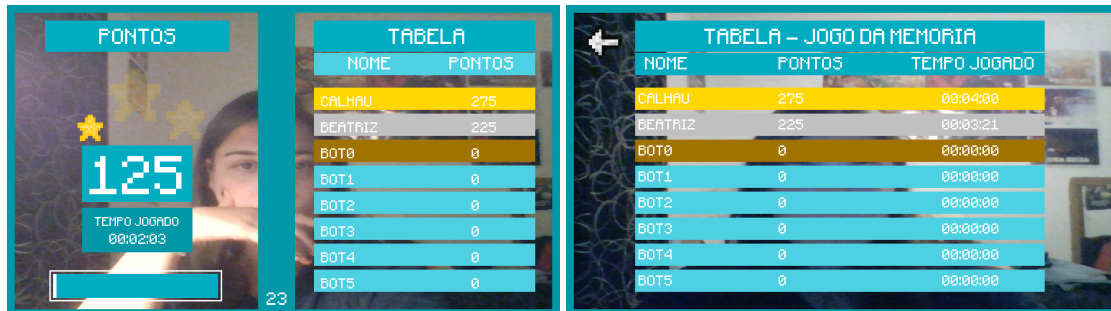 PONTOS
125
TEMPO JOGADO
00:02:03
23
TABELA
NOME PONTOS
CALHAU 275
BEATRIZ 225
BOT0 0
BOT1 0
BOT2 0
BOT3 0
BOT4 0
BOT5 0
TABELA - JOGO DA MEMORIA
NOME PONTOS TEMPO JOGADO
CALHAU 275 00:04:00
BEATRIZ 225 00:03:21
BOT0 0 00:00:00
BOT1 0 00:00:00
BOT2 0 00:00:00
BOT3 0 00:00:00
BOT4 0 00:00:00
BOT5 0 00:00:00